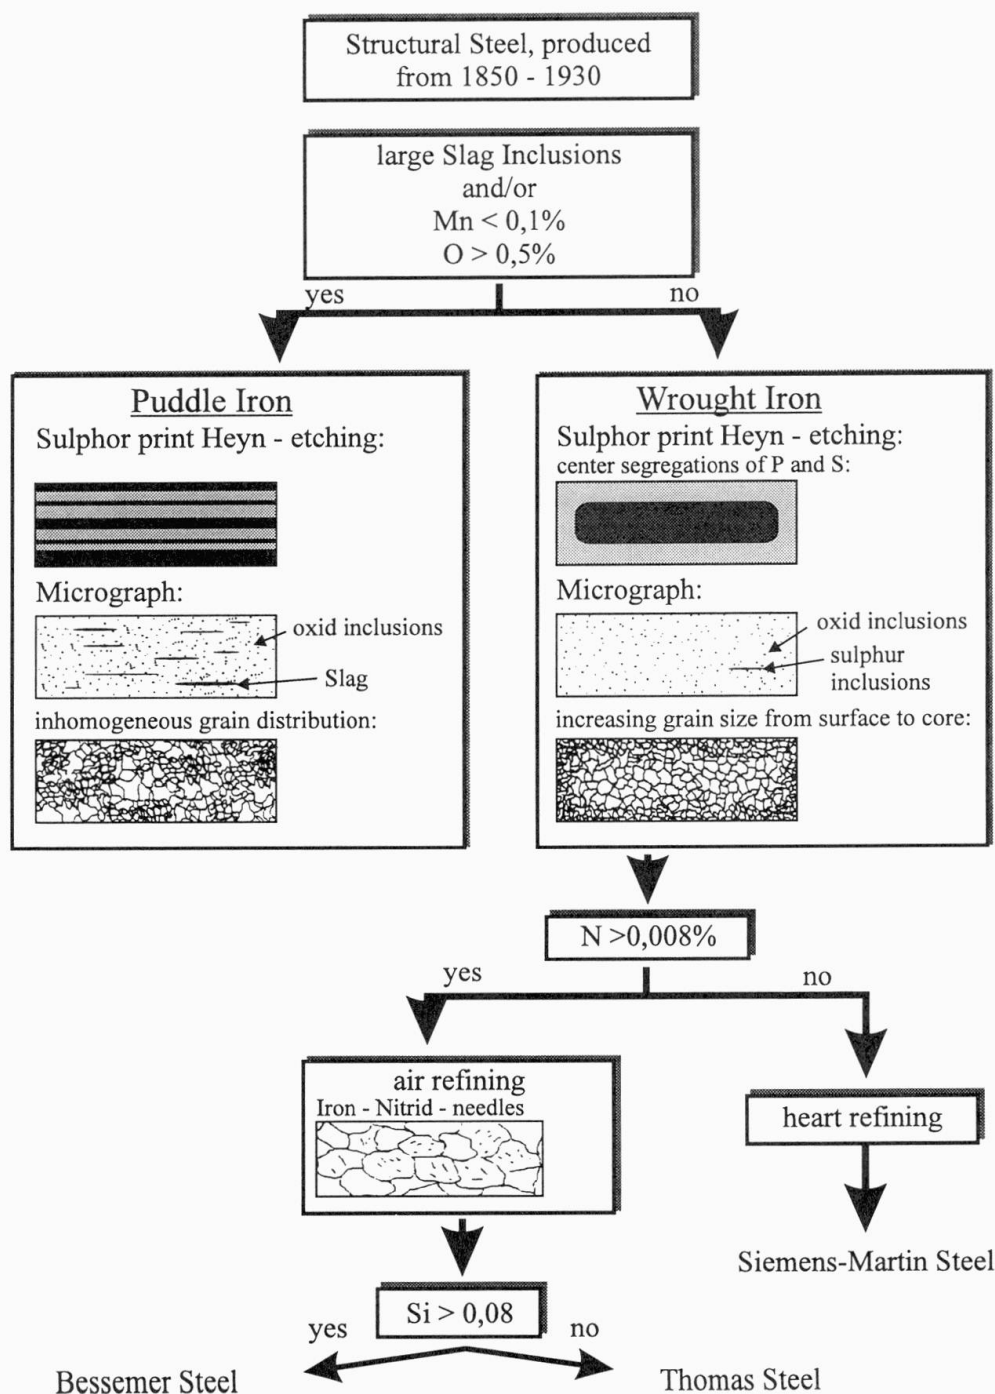 Structural Steel, produced
from 1850 - 1930
large Slag Inclusions
and/or
Mn < 0,1%
O > 0,5%
yes
no
Puddle Iron
Sulphor print Heyn - etching:
Micrograph:
oxid inclusions
Slag
inhomogeneous grain distribution:
Wrought Iron
Sulphor print Heyn - etching:
center segregations of P and S:
Micrograph:
oxid inclusions
sulphur
inclusions
increasing grain size from surface to core:
N >0,008%
yes
no
air refining
Iron - Nitrid - needles
heart refining
Siemens-Martin Steel
Si > 0,08
yes
no
Bessemer Steel
Thomas Steel